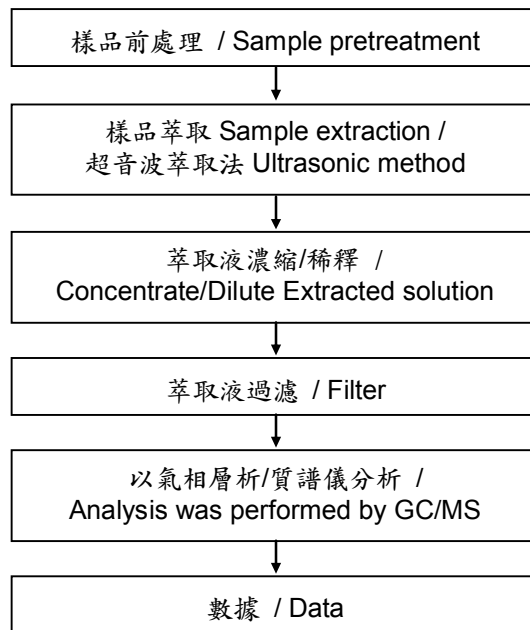 樣品前處理 / Sample pretreatment
樣品萃取 Sample extraction /
超音波萃取法 Ultrasonic method
萃取液濃縮/稀釋 /
Concentrate/Dilute Extracted solution
萃取液過濾 / Filter
以氣相層析/質譜儀分析 /
Analysis was performed by GC/MS
數據 / Data